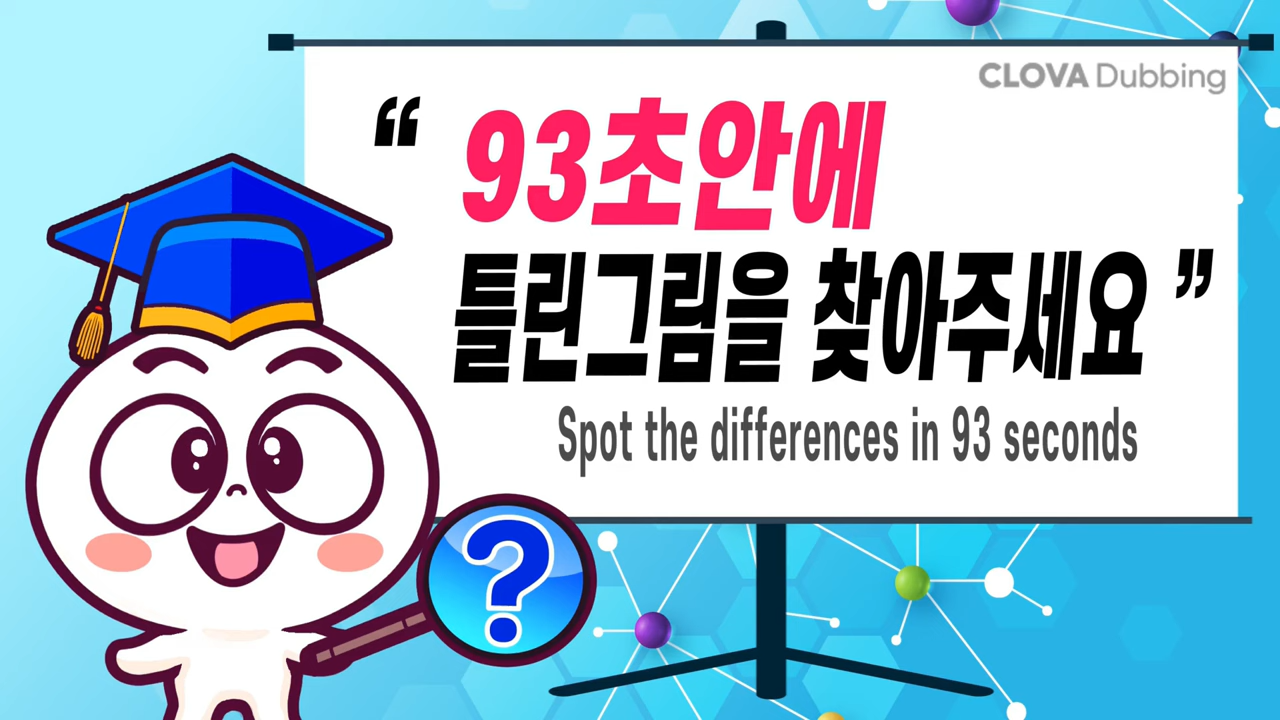 CLOVA Dubbing
“ 93초안에
틀린그림을 찾아주세요 ”
Spot the differences in 93 seconds
?